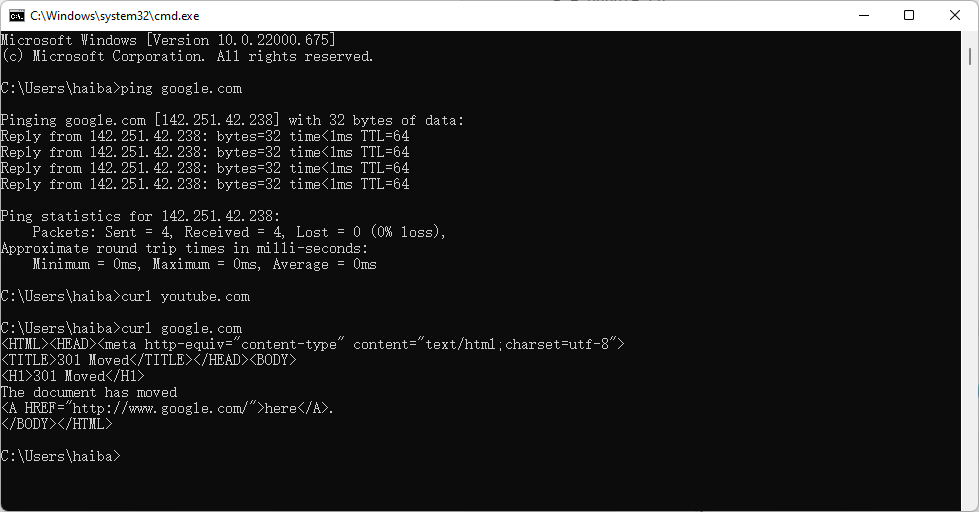 C:\Windows\system32\cmd.exe
Microsoft Windows [Version 10.0.22000.675]
(c) Microsoft Corporation. All rights reserved.
C:\Users\haiba>ping google.com
Pinging google.com [142.251.42.238] with 32 bytes of data:
Reply from 142.251.42.238: bytes=32 time<1ms TTL=64
Reply from 142.251.42.238: bytes=32 time<1ms TTL=64
Reply from 142.251.42.238: bytes=32 time<1ms TTL=64
Reply from 142.251.42.238: bytes=32 time<1ms TTL=64
Ping statistics for 142.251.42.238:
    Packets: Sent = 4, Received = 4, Lost = 0 (0% loss),
Approximate round trip times in milli-seconds:
    Minimum = 0ms, Maximum = 0ms, Average = 0ms
C:\Users\haiba>curl youtube.com
C:\Users\haiba>curl google.com
<HTML><HEAD><meta http-equiv="content-type" content="text/html;charset=utf-8">
<TITLE>301 Moved</TITLE></HEAD><BODY>
<H1>301 Moved</H1>
The document has moved
<A HREF="http://www.google.com/">here</A>.
</BODY></HTML>
C:\Users\haiba>